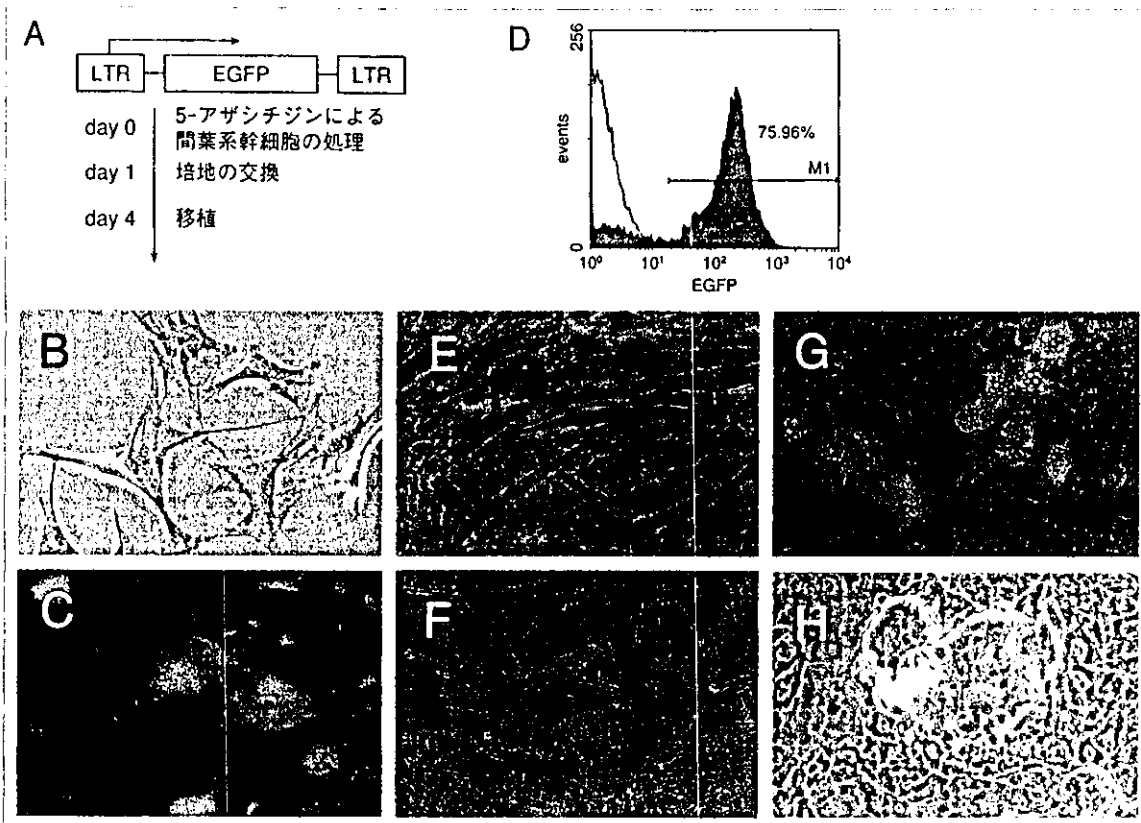 A
LTR
EGFP
LTR
day 0
5-アザシチジンによる
間葉系幹細胞の処理
day 1
培地の交換
day 4
移植
D
256
events
0
75.96%
M1
10⁰
10¹
10²
10³
10⁴
EGFP
B
E
G
C
F
H